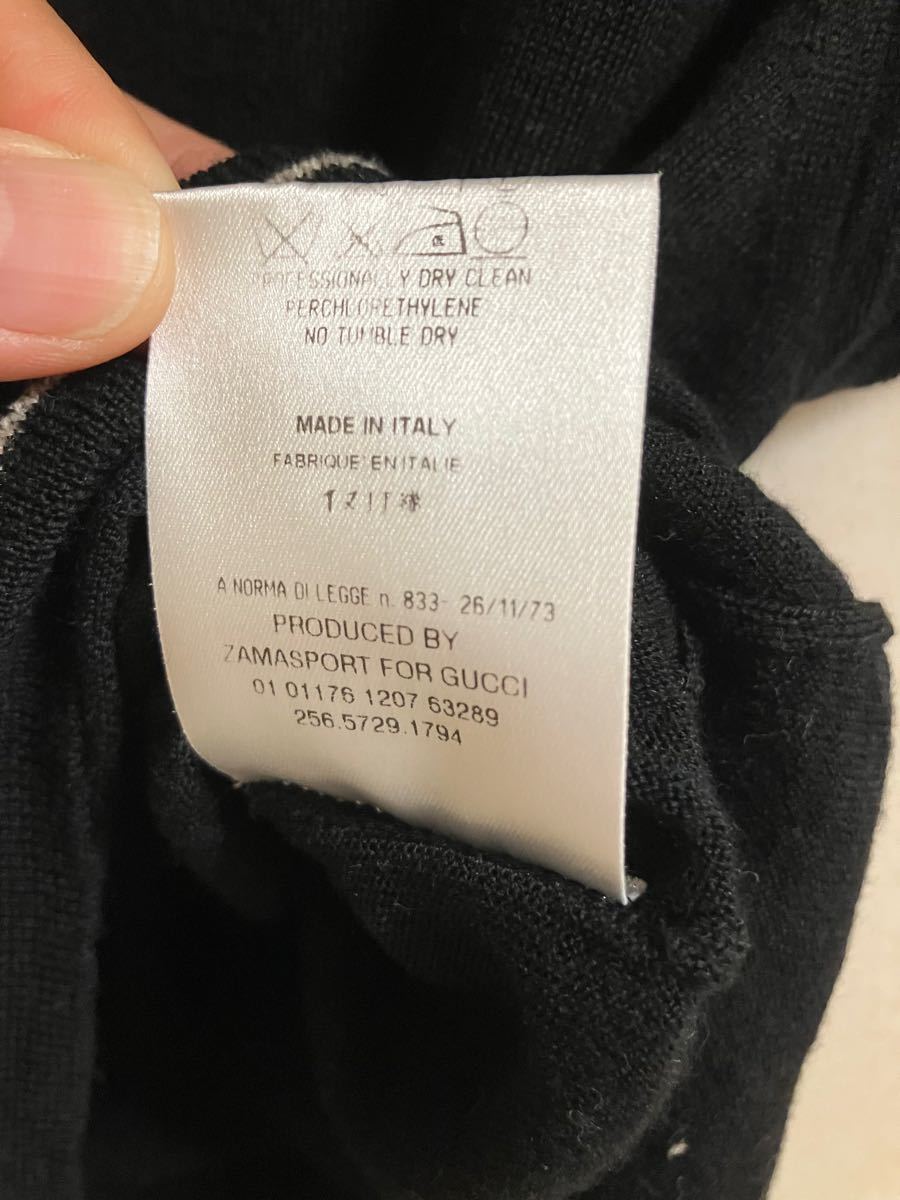 PROFESSIONALLY DRY CLEAN
PERCHLORETHYLENE
NO TUMBLE DRY
MADE IN ITALY
FABRIQUE' EN ITALIE
A NORMA DI LEGGE n. 833- 26/11/73
PRODUCED BY
ZAMASPORT FOR GUCCI
01 01176 1207 63289
256.5729.1794